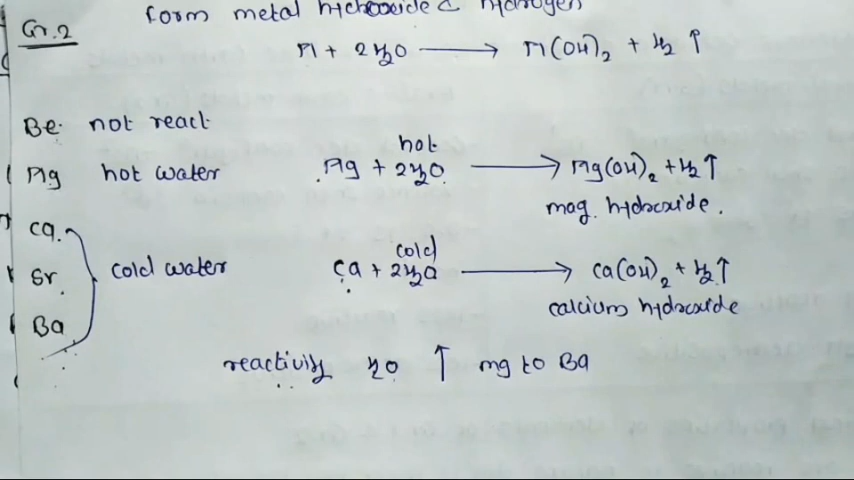 form metal hydroxide & hydrogen
Gr.2
M + 2H2O ⟶ M(OH)2 + H2 ↑
Be. not react
hot
Mg hot water Mg + 2H2O ⟶ Mg(OH)2 + H2↑
mag. hydroxide.
Ca.
cold
cold water Ca + 2H2O ⟶ Ca(OH)2 + H2↑
Sr.
calcium hydroxide
Ba
reactivity H2O ↑ mg to Ba